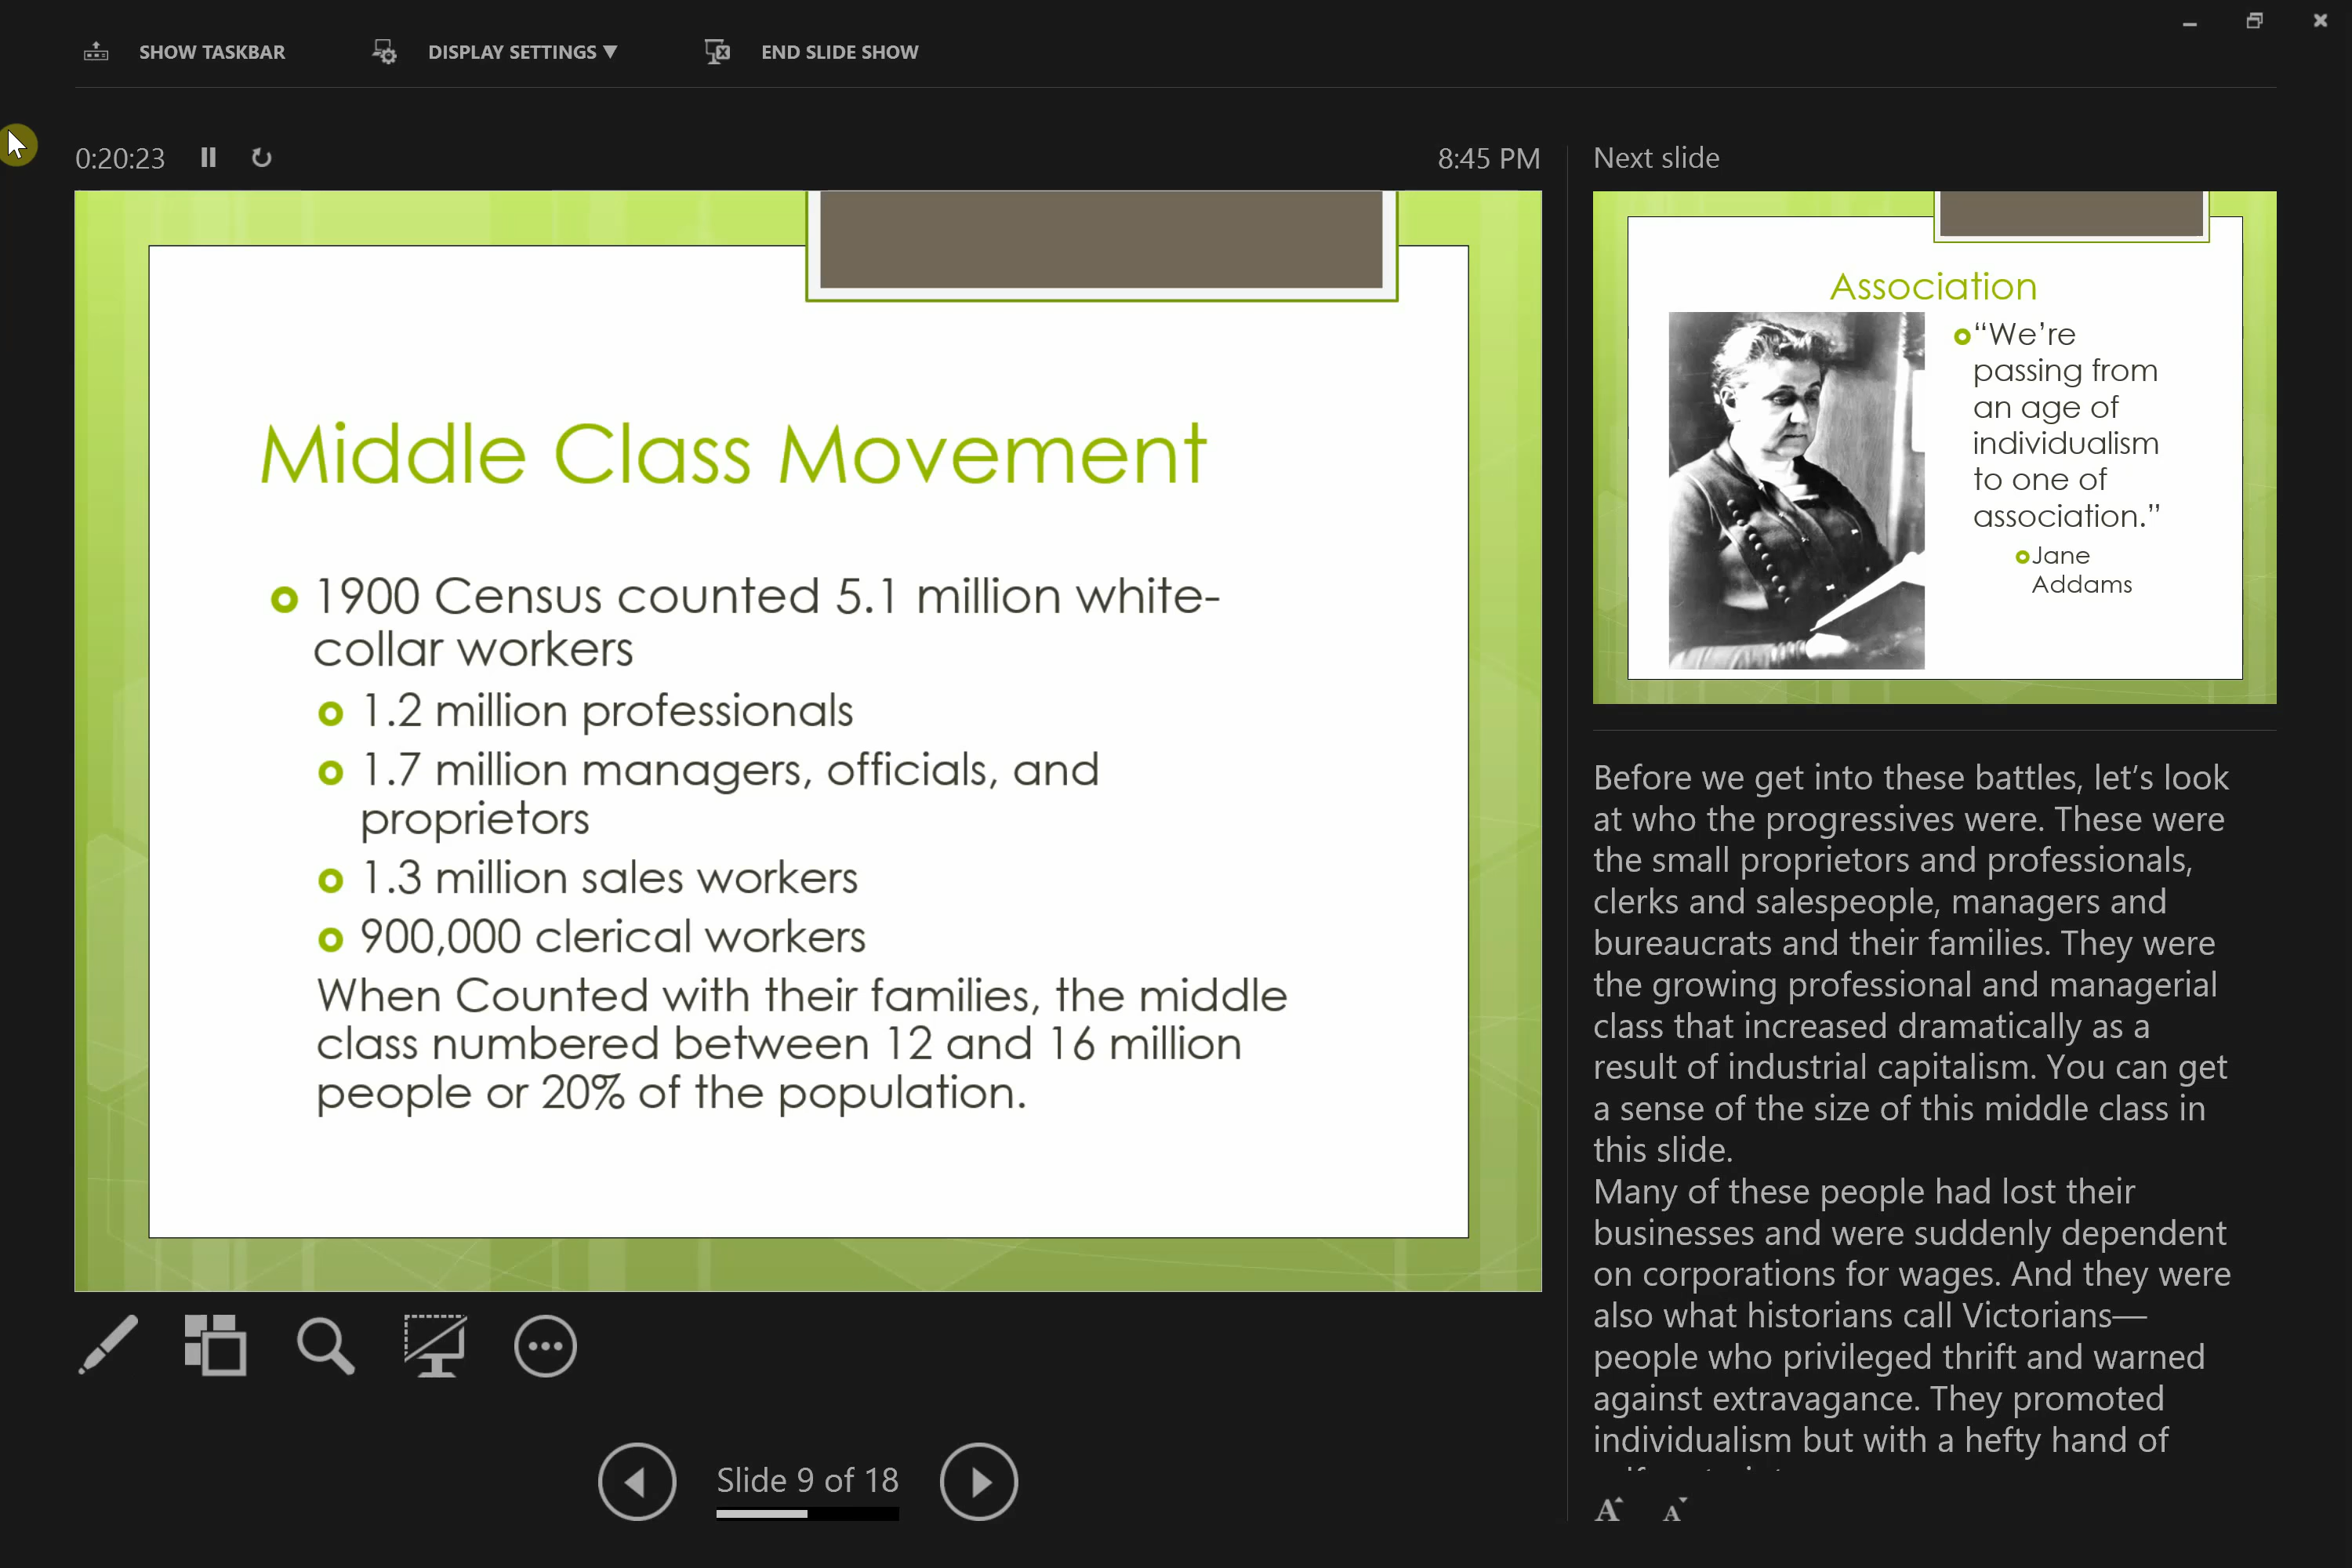 SHOW TASKBAR
DISPLAY SETTINGS ▼
END SLIDE SHOW
0:20:23
8:45 PM
Middle Class Movement
1900 Census counted 5.1 million white-
collar workers
1.2 million professionals
1.7 million managers, officials, and
proprietors
1.3 million sales workers
900,000 clerical workers
When Counted with their families, the middle
class numbered between 12 and 16 million
people or 20% of the population.
Slide 9 of 18
Next slide
Association
“We’re
passing from
an age of
individualism
to one of
association.”
Jane
Addams
Before we get into these battles, let’s look
at who the progressives were. These were
the small proprietors and professionals,
clerks and salespeople, managers and
bureaucrats and their families. They were
the growing professional and managerial
class that increased dramatically as a
result of industrial capitalism. You can get
a sense of the size of this middle class in
this slide.
Many of these people had lost their
businesses and were suddenly dependent
on corporations for wages. And they were
also what historians call Victorians—
people who privileged thrift and warned
against extravagance. They promoted
individualism but with a hefty hand of
A A